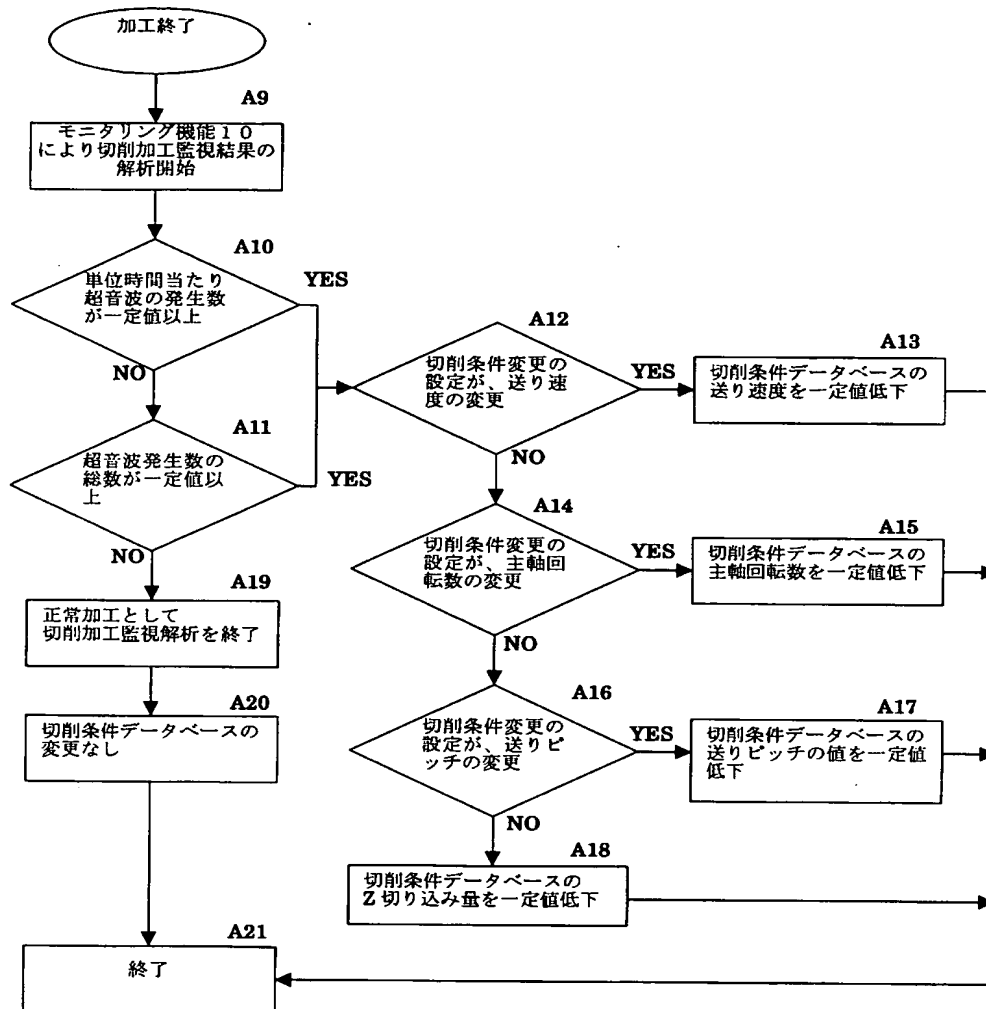 加工終了
A9
モニタリング機能１０
により切削加工監視結果の
解析開始
A10
単位時間当たり
超音波の発生数
が一定値以上
YES
NO
A11
超音波発生数の
総数が一定値以
上
YES
NO
A19
正常加工として
切削加工監視解析を終了
A20
切削条件データベースの
変更なし
A12
切削条件変更の
設定が、送り速
度の変更
YES
NO
A13
切削条件データベースの
送り速度を一定値低下
A14
切削条件変更の
設定が、主軸回
転数の変更
YES
NO
A15
切削条件データベースの
主軸回転数を一定値低下
A16
切削条件変更の
設定が、送りピ
ッチの変更
YES
NO
A17
切削条件データベースの
送りピッチの値を一定値
低下
A18
切削条件データベースの
Z 切り込み量を一定値低下
A21
終了